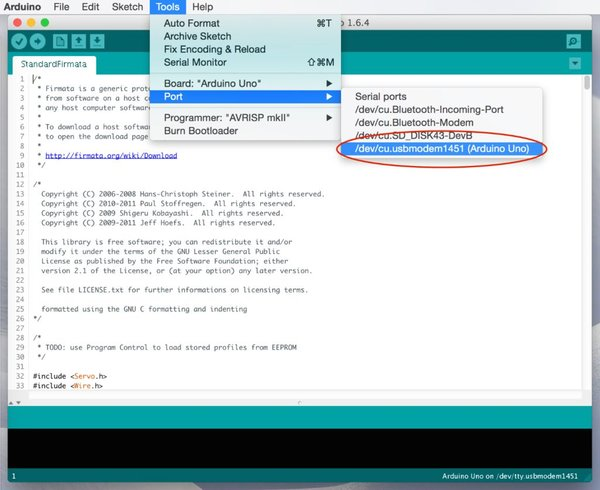 Arduino File Edit Sketch Tools Help
o 1.6.4
Auto Format ⌘T
Archive Sketch
Fix Encoding & Reload
Serial Monitor ⇧⌘M
Board: "Arduino Uno"
Port
Programmer: "AVRISP mkII"
Burn Bootloader
Serial ports
/dev/cu.Bluetooth-Incoming-Port
/dev/cu.Bluetooth-Modem
/dev/cu.SD_DISK43-DevB
/dev/cu.usbmodem1451 (Arduino Uno)
StandardFirmata
1 /*
2 * Firmata is a generic prot
3 * from software on a host c
4 * any host computer softwar
5 *
6 * To download a host softwar
7 * to open the download page
8 *
9 * http://firmata.org/wiki/Download
10 */
11
12 /*
13 Copyright (C) 2006-2008 Hans-Christoph Steiner. All rights reserved.
14 Copyright (C) 2010-2011 Paul Stoffregen. All rights reserved.
15 Copyright (C) 2009 Shigeru Kobayashi. All rights reserved.
16 Copyright (C) 2009-2011 Jeff Hoefs. All rights reserved.
17
18 This library is free software; you can redistribute it and/or
19 modify it under the terms of the GNU Lesser General Public
20 License as published by the Free Software Foundation; either
21 version 2.1 of the License, or (at your option) any later version.
22
23 See file LICENSE.txt for further informations on licensing terms.
24
25 formatted using the GNU C formatting and indenting
26 */
27
28 /*
29 * TODO: use Program Control to load stored profiles from EEPROM
30 */
31
32 #include <Servo.h>
33 #include <Wire.h>
1 Arduino Uno on /dev/tty.usbmodem1451